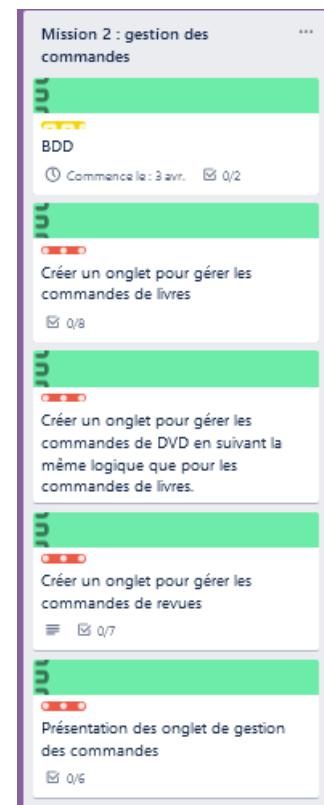 Mission 2 : gestion des
commandes
BDD
Commence le : 3 avr. 0/2
Créer un onglet pour gérer les
commandes de livres
0/8
Créer un onglet pour gérer les
commandes de DVD en suivant la
même logique que pour les
commandes de livres.
Créer un onglet pour gérer les
commandes de revues
0/7
Présentation des onglet de gestion
des commandes
0/6